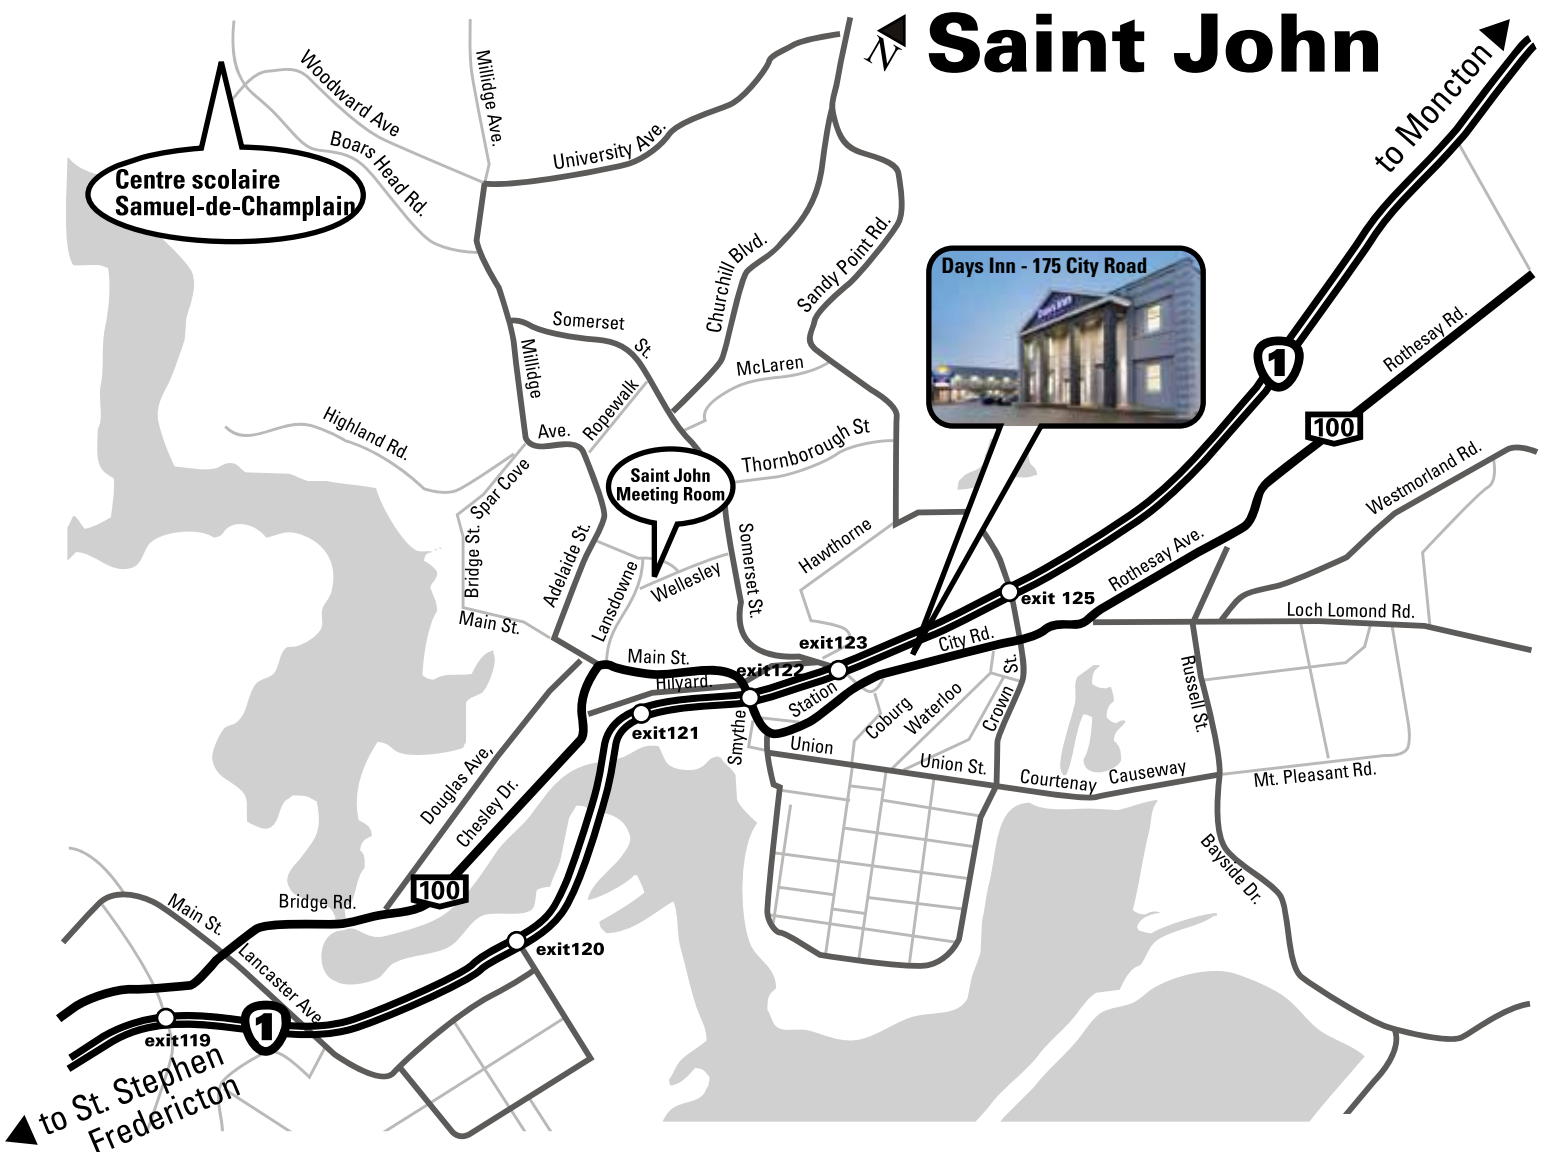 Saint John
N
to Moncton
Woodward Ave
Millidge Ave.
Boars Head Rd.
University Ave.
Centre scolaire
Samuel-de-Champlain
Churchill Blvd.
Sandy Point Rd.
Days Inn - 175 City Road
Days Inn
Somerset
St.
Millidge
Ave.
McLaren
Ropewalk
1
Rothesay Rd.
100
Highland Rd.
Thornborough St
Spar Cove
Saint John
Meeting Room
Westmorland Rd.
Bridge St.
Adelaide St.
Somerset St.
Hawthorne
Lansdowne
Wellesley
Rothesay Ave.
exit 125
Loch Lomond Rd.
Main St.
City Rd.
exit123
Main St.
exit122
Hilyard.
Station
St.
Crown
Russell St.
Coburg
Waterloo
exit121
Smythe
Union
Union St.
Courtenay
Causeway
Mt. Pleasant Rd.
Douglas Ave,
Chesley Dr.
Bayside Dr.
100
Bridge Rd.
Main St.
Lancaster Ave
exit120
1
exit119
to St. Stephen
Fredericton